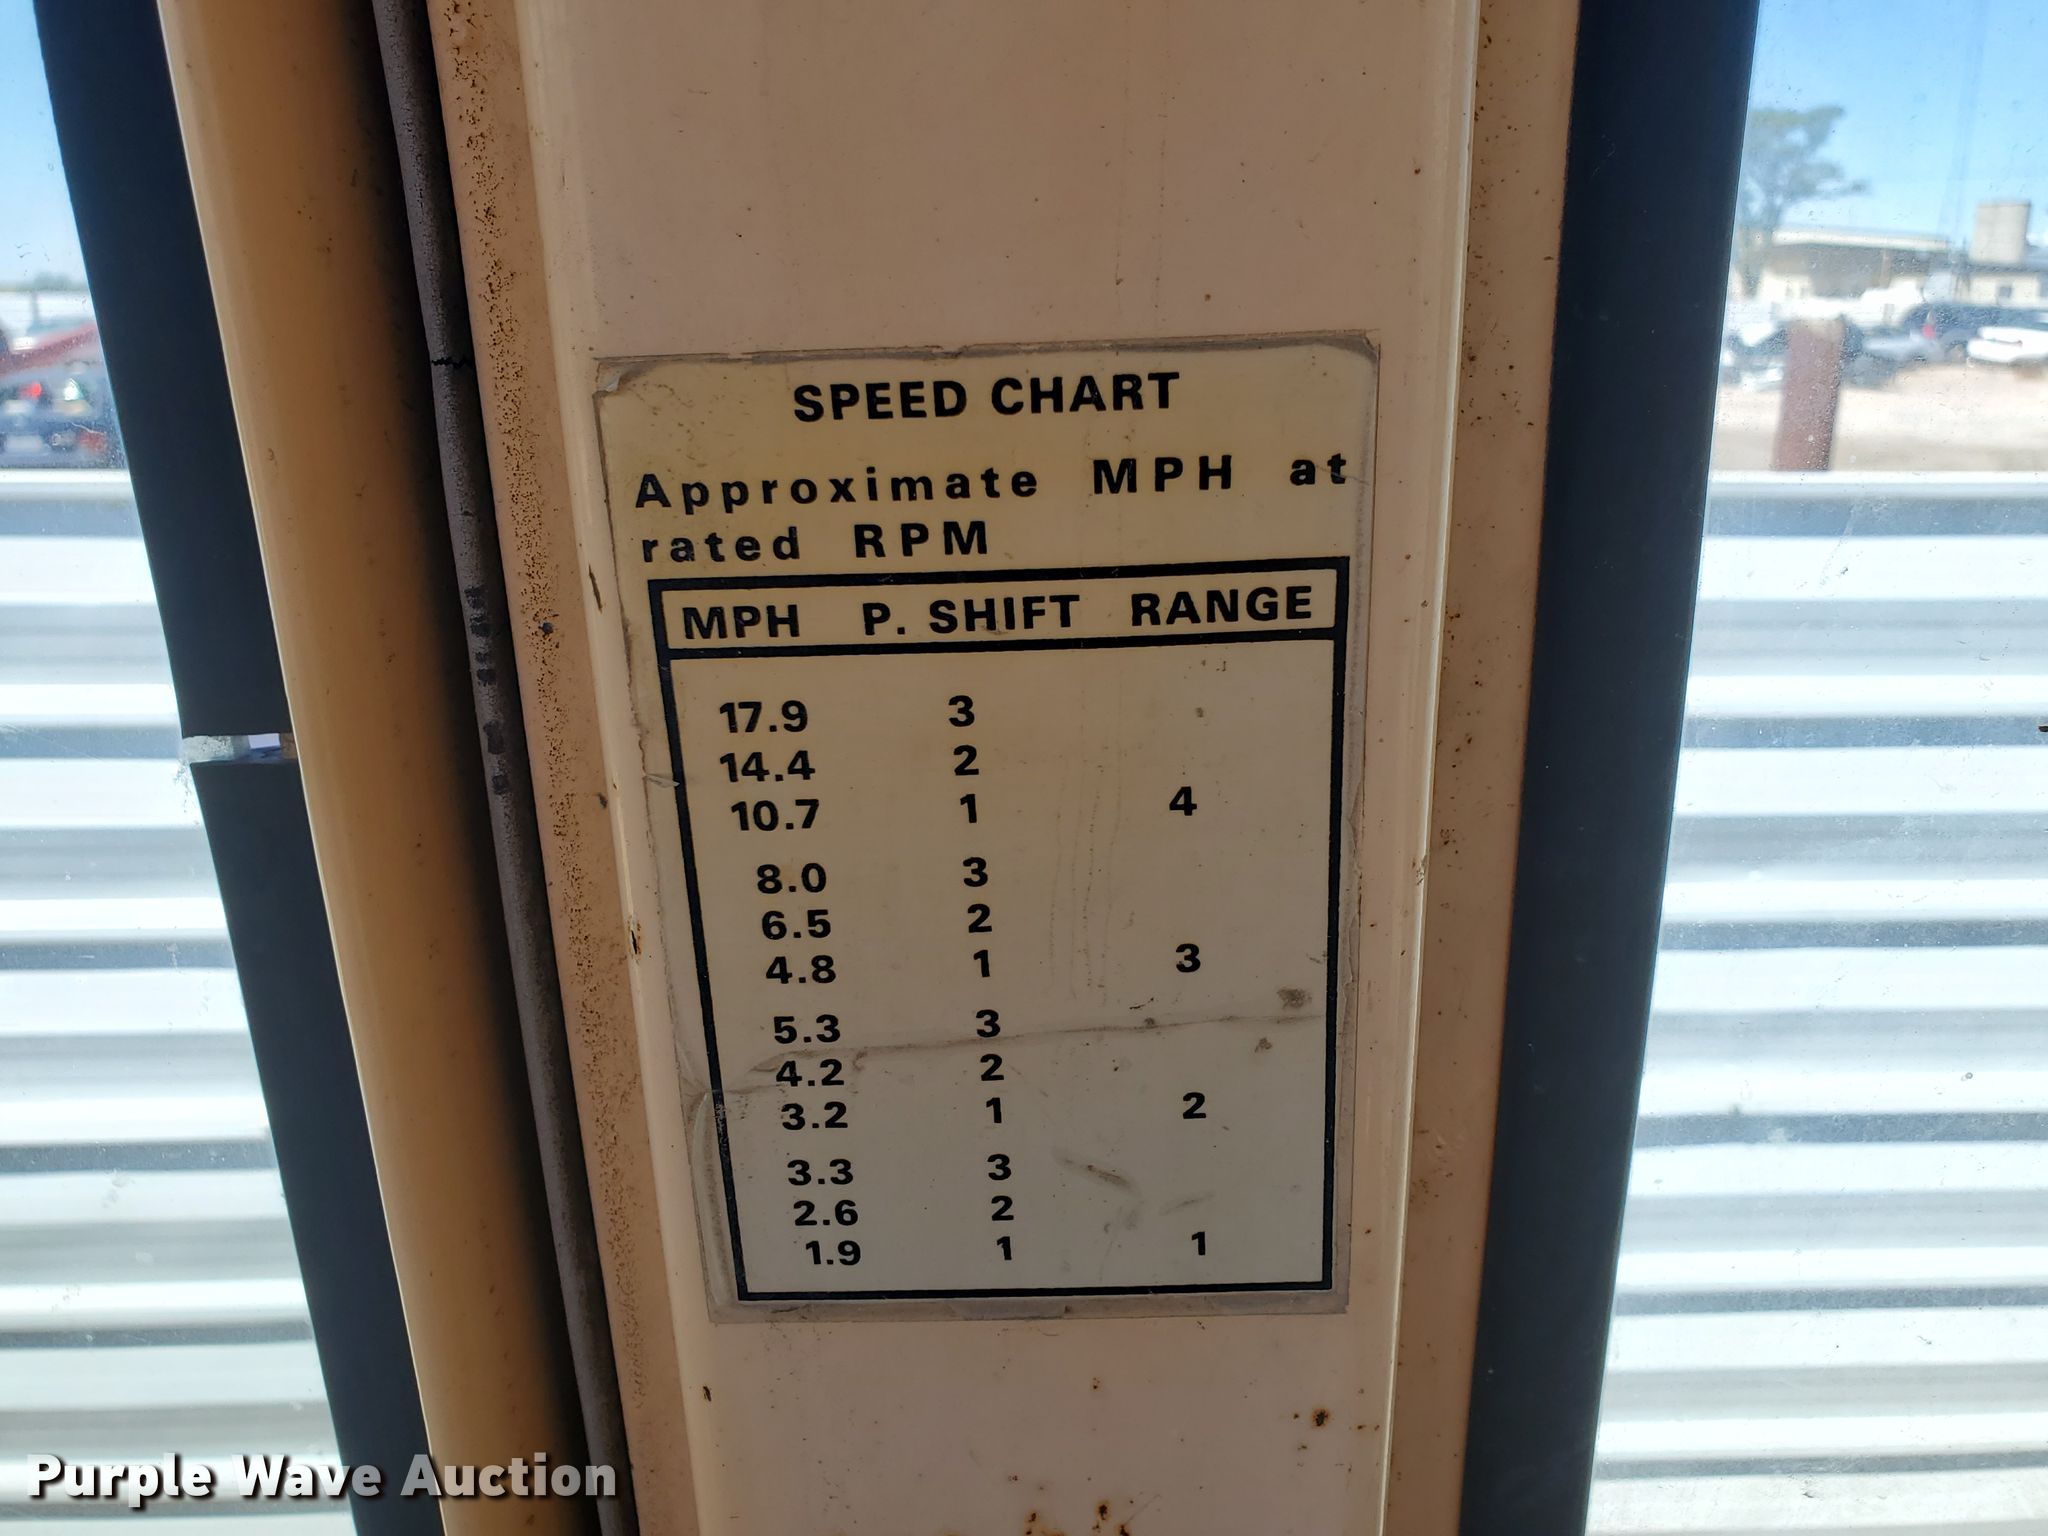 SPEED CHART
Approximate MPH at
rated RPM
MPH P. SHIFT RANGE
17.9 3
14.4 2
10.7 1 4
8.0 3
6.5 2
4.8 1 3
5.3 3
4.2 2
3.2 1 2
3.3 3
2.6 2
1.9 1 1
Purple Wave Auction